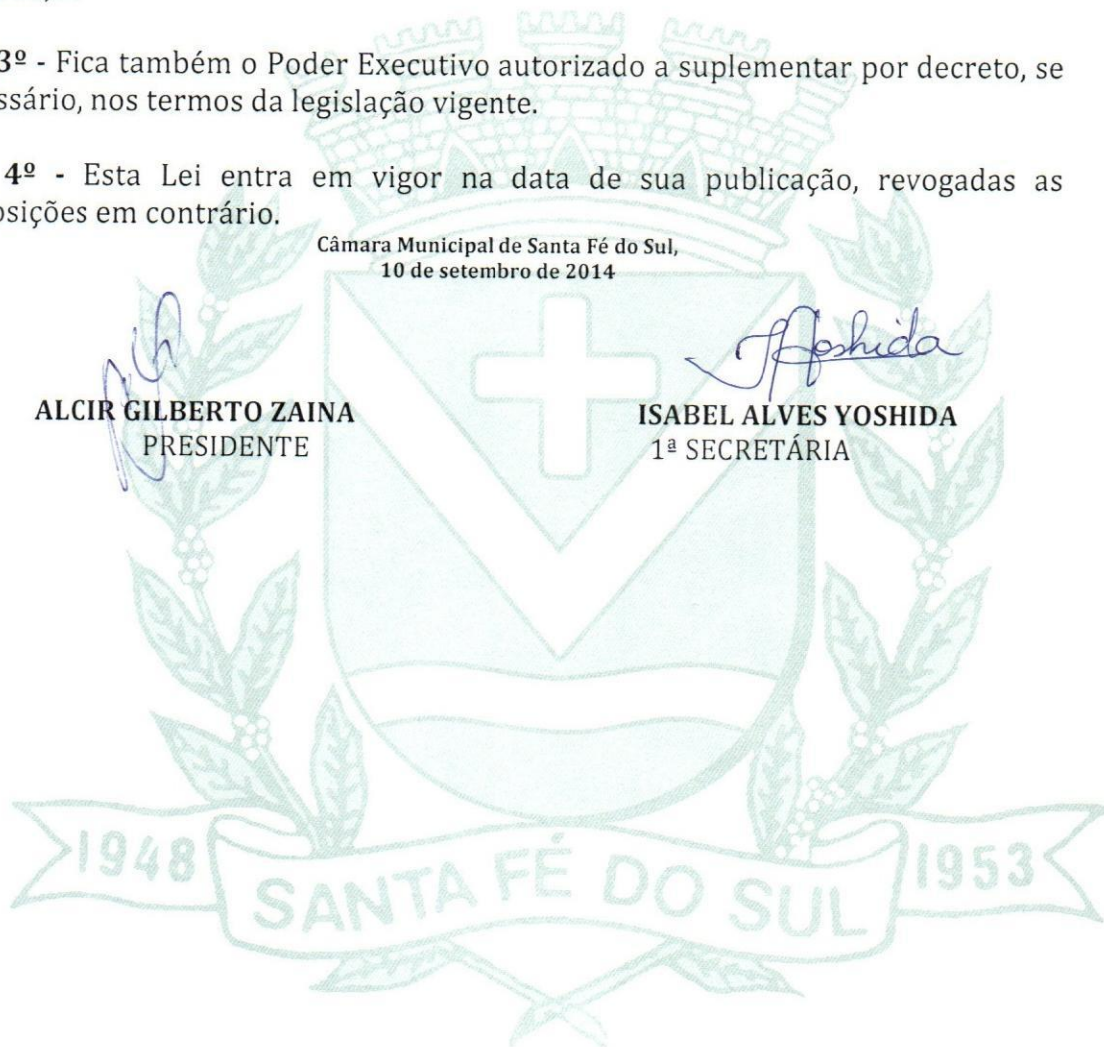 3º - Fica também o Poder Executivo autorizado a suplementar por decreto, se
ssário, nos termos da legislação vigente.
4º - Esta Lei entra em vigor na data de sua publicação, revogadas as
osições em contrário.
Câmara Municipal de Santa Fé do Sul,
10 de setembro de 2014
Yoshida
ALCIR GILBERTO ZAINA
PRESIDENTE
ISABEL ALVES YOSHIDA
1ª SECRETÁRIA
1948
SANTA FÉ DO SUL
1953